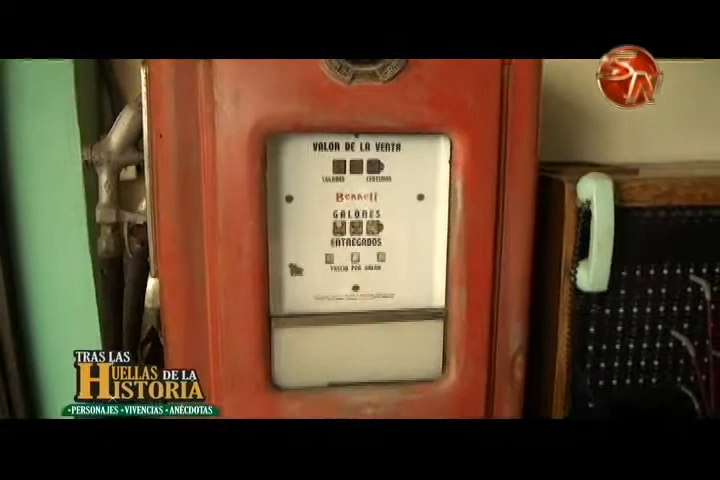 VALOR DE LA VENTA
COLONES CENTIMOS
Bennett
GALONES
ENTREGADOS
PRECIO POR GALON
TRAS LAS
HUELLAS DE LA
HISTORIA
•PERSONAJES •VIVENCIAS •ANÉCDOTAS